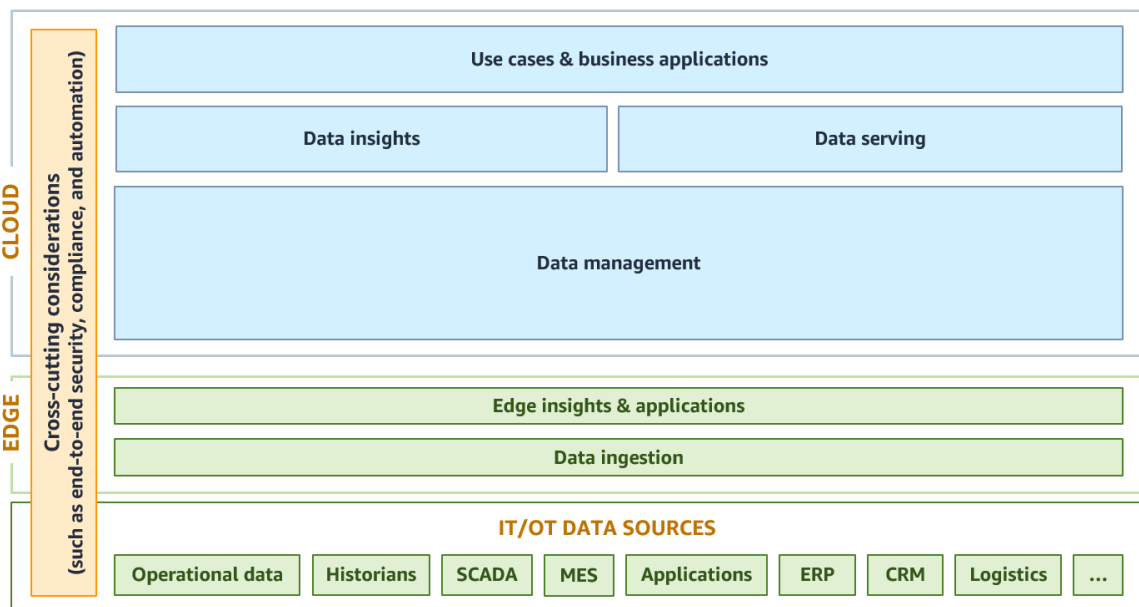 Use cases & business applications
Data insights
Data serving
Data management
CLOUD
Cross-cutting considerations
(such as end-to-end security, compliance, and automation)
EDGE
Edge insights & applications
Data ingestion
IT/OT DATA SOURCES
Operational data
Historians
SCADA
MES
Applications
ERP
CRM
Logistics
...